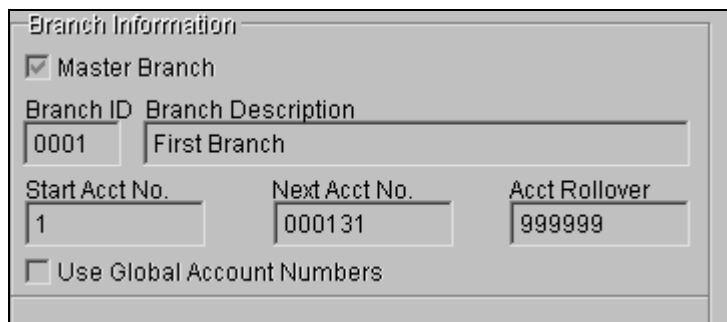 Branch Information
Master Branch
Branch ID Branch Description
0001 First Branch
Start Acct No. Next Acct No. Acct Rollover
1 000131 999999
Use Global Account Numbers